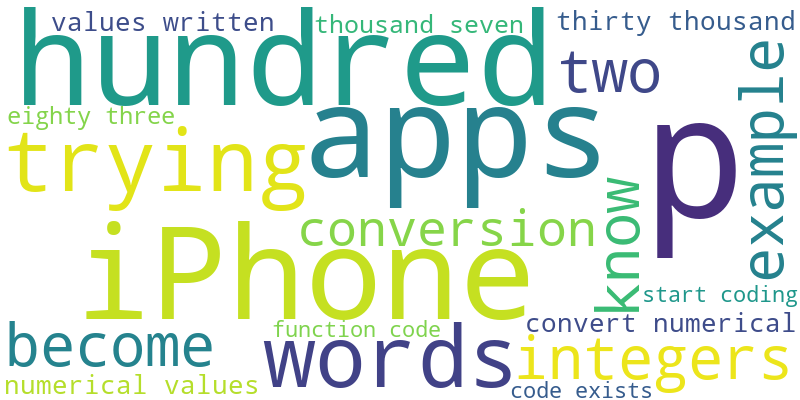 values written
thousand seven
thirty thousand
hundred
two
example
eighty three
apps
p
trying
know
conversion
iPhone
start coding
become
function code
words
convert numerical
integers
numerical values
code exists